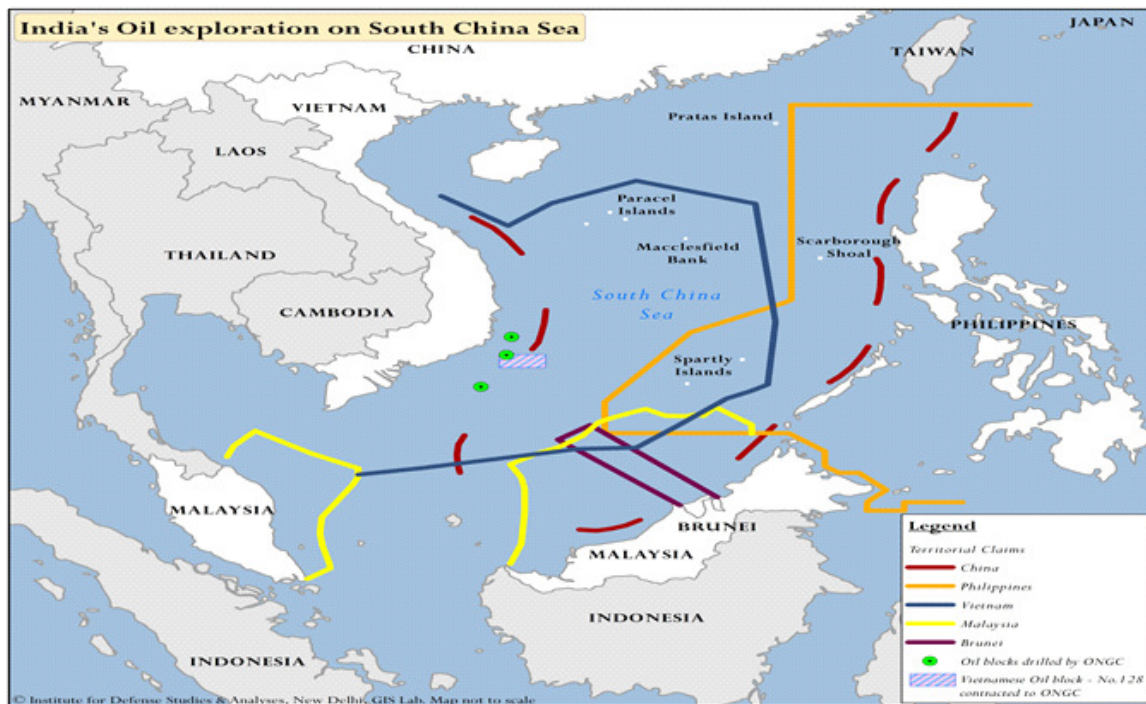 India's Oil exploration on South China Sea
JAPAN
CHINA
TAIWAN
MYANMAR
VIETNAM
Pratas Island
LAOS
Paracel
Islands
Macclesfield
Bank
Scarborough
Shoal
THAILAND
South China
Sea
CAMBODIA
PHILIPPINES
Spartly
Islands
MALAYSIA
BRUNEI
MALAYSIA
INDONESIA
INDONESIA
Legend
Territorial Claims
China
Philippines
Vietnam
Malaysia
Brunei
Oil blocks drilled by ONGC
Vietnamese Oil block - No.128
contracted to ONGC
© Institute for Defense Studies & Analyses, New Delhi, GIS Lab. Map not to scale